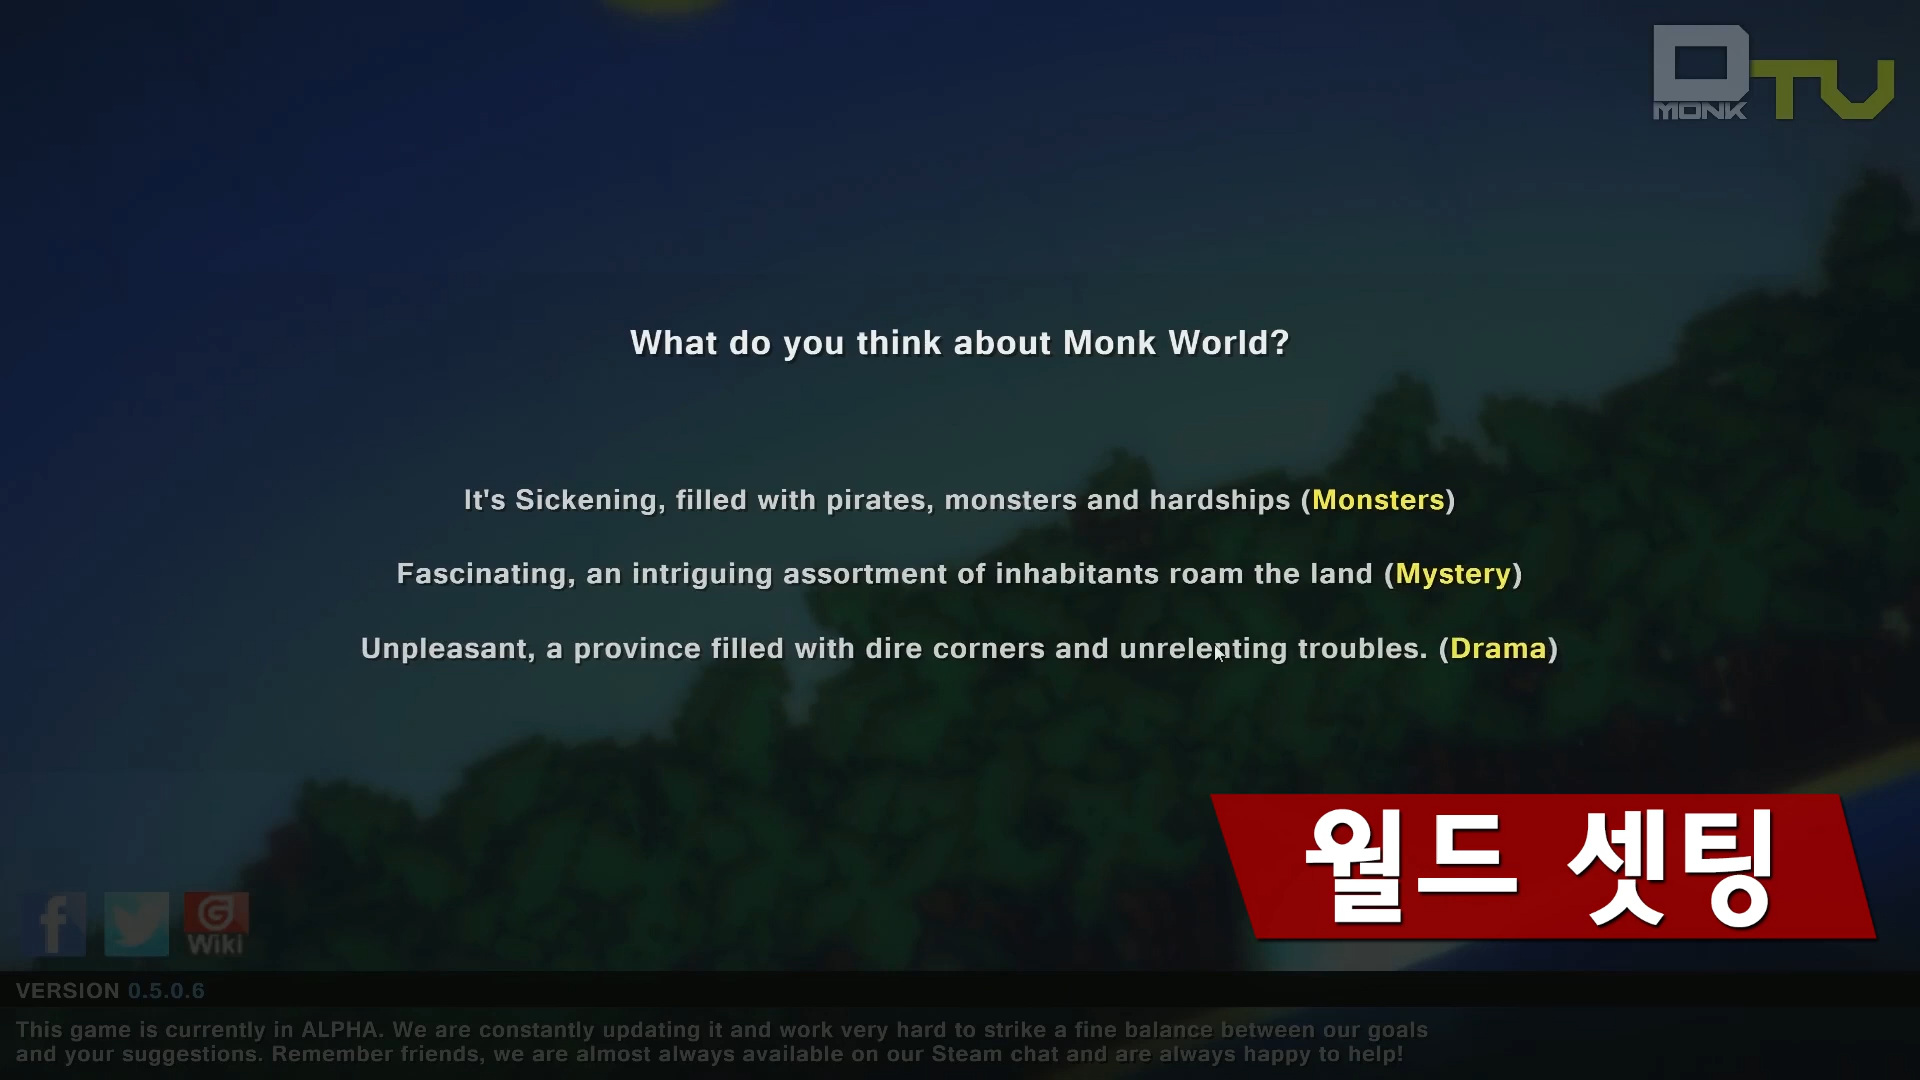 D TV
MONK
What do you think about Monk World?
It's Sickening, filled with pirates, monsters and hardships (Monsters)
Fascinating, an intriguing assortment of inhabitants roam the land (Mystery)
Unpleasant, a province filled with dire corners and unrelenting troubles. (Drama)
월드 셋팅
f
G
Wiki
VERSION 0.5.0.6
This game is currently in ALPHA. We are constantly updating it and work very hard to strike a fine balance between our goals
and your suggestions. Remember friends, we are almost always available on our Steam chat and are always happy to help!